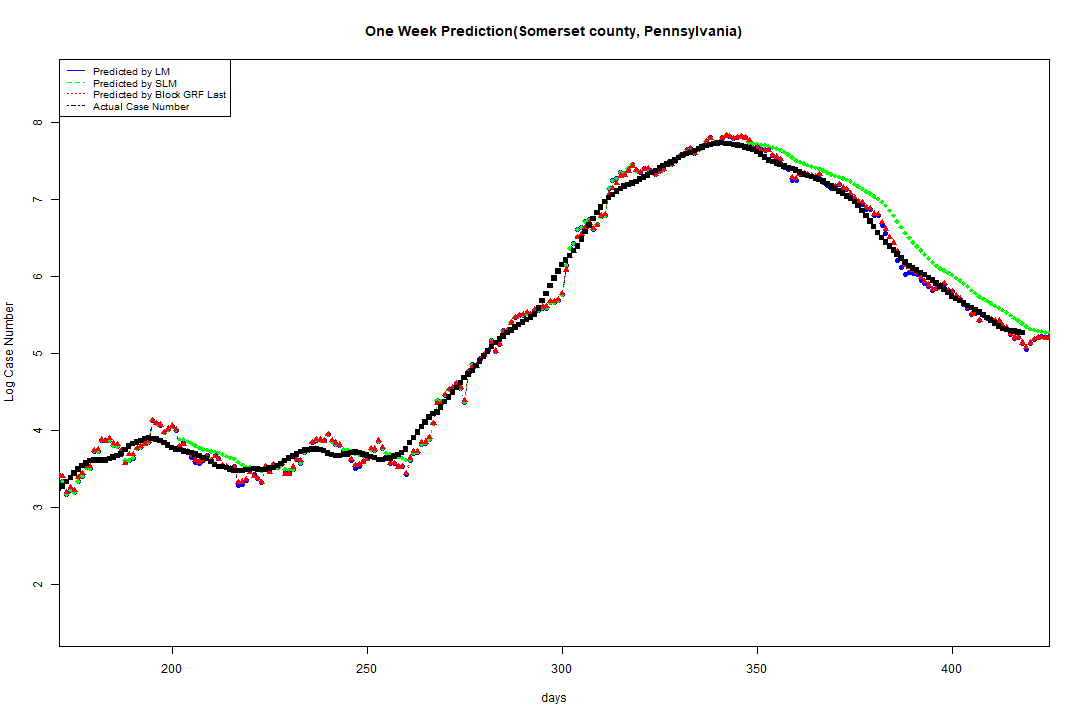 One Week Prediction(Somerset county, Pennsylvania)
Predicted by LM
Predicted by SLM
Predicted by Block GRF Last
Actual Case Number
8
7
6
5
4
3
2
Log Case Number
200 250 300 350 400
days